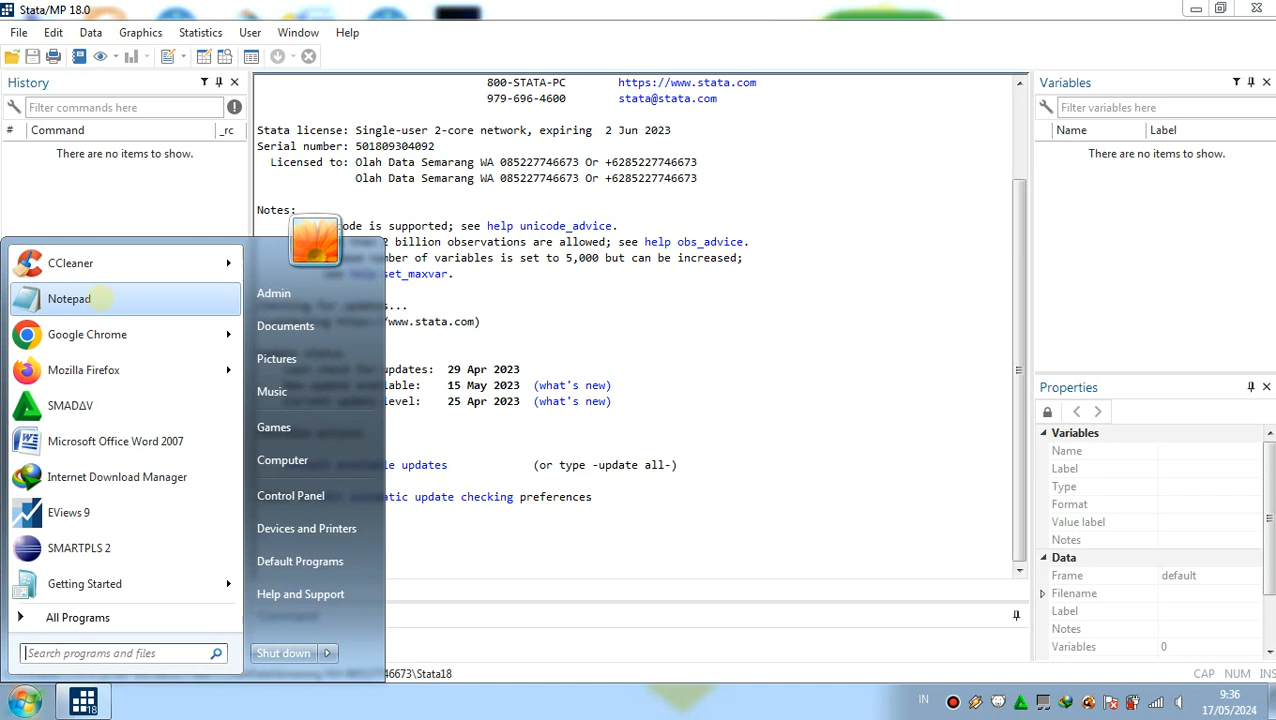 Stata/MP 18.0
File Edit Data Graphics Statistics User Window Help
History
Filter commands here
# Command _rc
There are no items to show.
800-STATA-PC https://www.stata.com
979-696-4600 stata@stata.com
Stata license: Single-user 2-core network, expiring 2 Jun 2023
Serial number: 501809304092
Licensed to: Olah Data Semarang WA 085227746673 Or +6285227746673
Olah Data Semarang WA 085227746673 Or +6285227746673
Notes:
code is supported; see help unicode_advice.
2 billion observations are allowed; see help obs_advice.
number of variables is set to 5,000 but can be increased;
see help set_maxvar.
www.stata.com)
updates: 29 Apr 2023
15 May 2023 (what's new)
level: 25 Apr 2023 (what's new)
updates (or type -update all-)
automatic update checking preferences
Variables
Filter variables here
Name Label
There are no items to show.
Properties
Variables
Name
Label
Type
Format
Value label
Notes
Data
Frame default
Filename
Label
Notes
Variables 0
CCleaner
Notepad
Google Chrome
Mozilla Firefox
SMADΔV
Microsoft Office Word 2007
Internet Download Manager
EViews 9
SMARTPLS 2
Getting Started
All Programs
Search programs and files
Admin
Documents
Pictures
Music
Games
Computer
Control Panel
Devices and Printers
Default Programs
Help and Support
Command
Shut down
\Stata18
CAP NUM INS
18
IN
9:36
17/05/2024